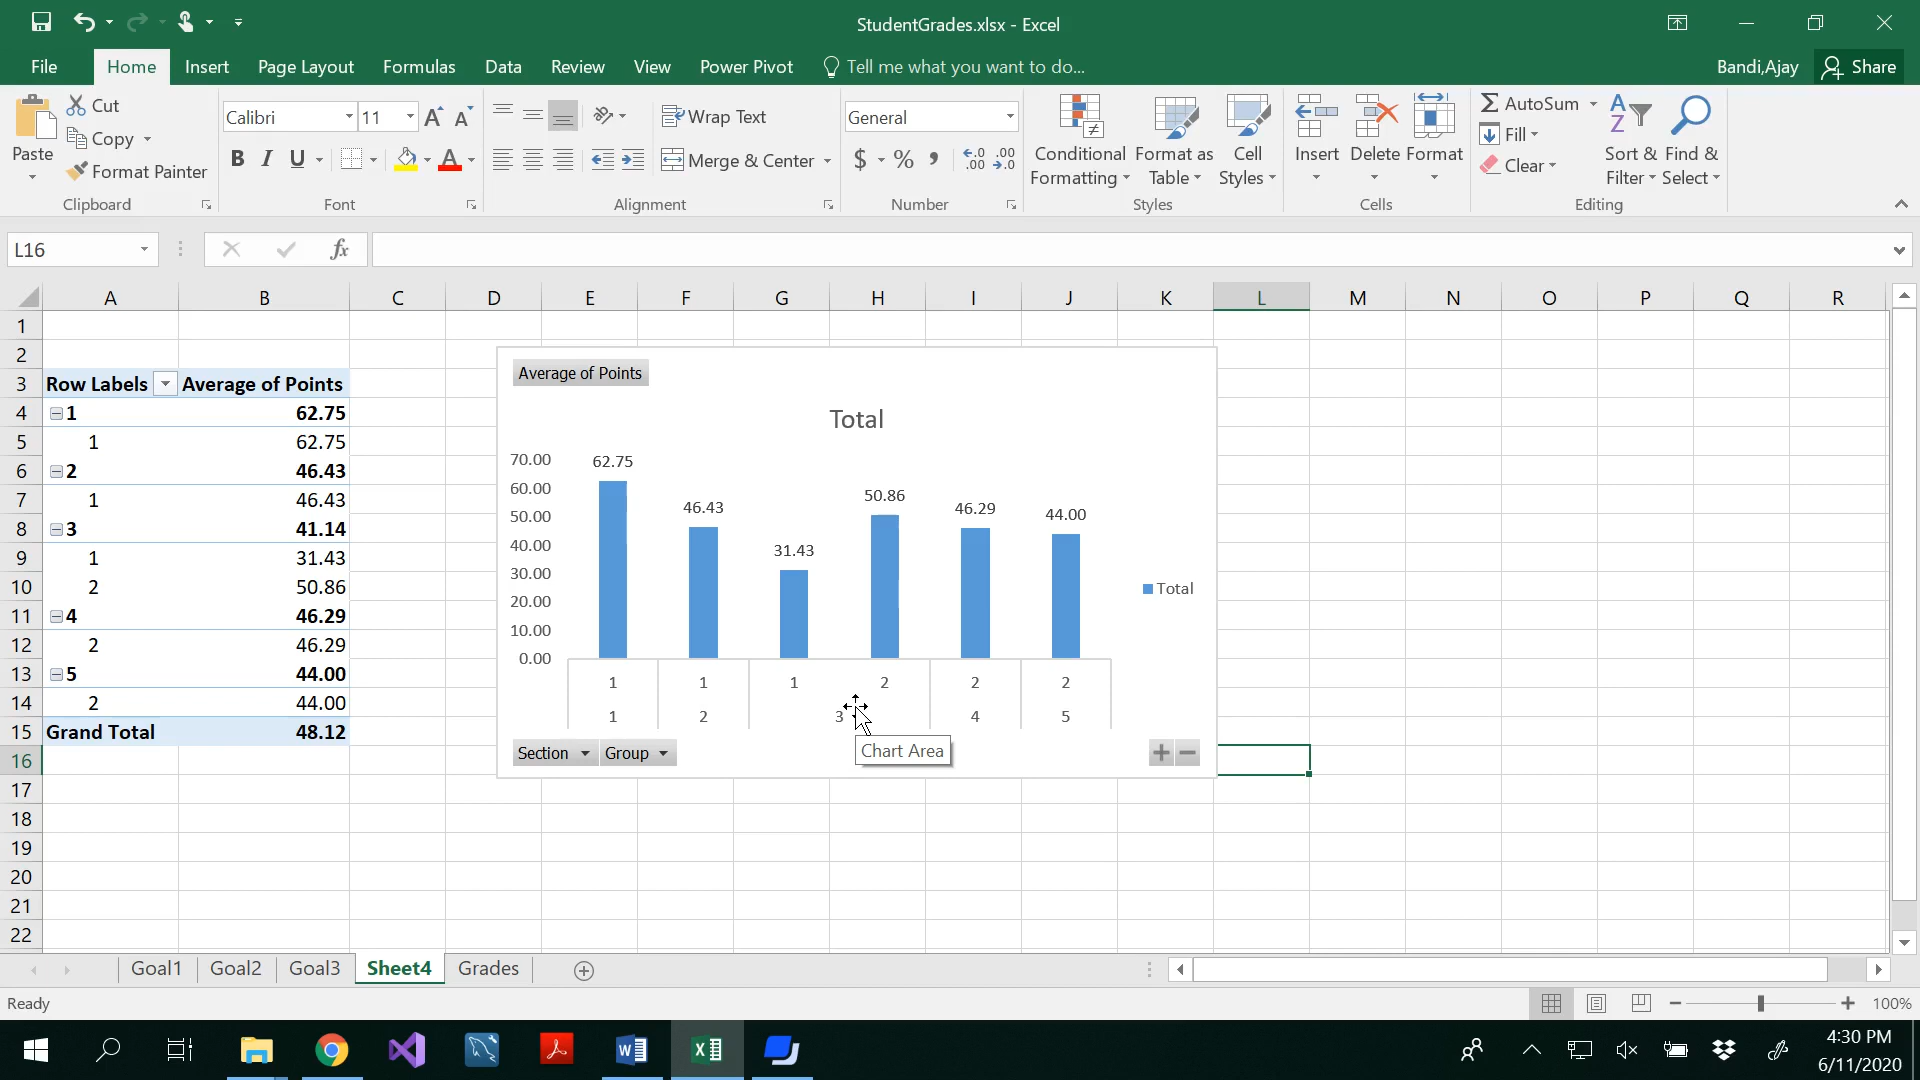 StudentGrades.xlsx - Excel
File Home Insert Page Layout Formulas Data Review View Power Pivot Tell me what you want to do... Bandi,Ajay Share
Paste
Cut
Copy
Format Painter
Clipboard
Calibri 11
B I U
Font
Wrap Text
Merge & Center
Alignment
General
$ % ,
Number
Conditional Formatting
Format as Table
Cell Styles
Styles
Insert Delete Format
Cells
AutoSum
Fill
Clear
Sort & Filter
Find & Select
Editing
L16 fx
A B C D E F G H I J K L M N O P Q R
1
2
3 Row Labels Average of Points
4 1 62.75
5 1 62.75
6 2 46.43
7 1 46.43
8 3 41.14
9 1 31.43
10 2 50.86
11 4 46.29
12 2 46.29
13 5 44.00
14 2 44.00
15 Grand Total 48.12
16
17
18
19
20
21
22
Average of Points
Total
70.00
60.00
50.00
40.00
30.00
20.00
10.00
0.00
62.75 46.43 31.43 50.86 46.29 44.00
1 1 1 2 2 2
1 2 3 4 5
Total
Section Group
Chart Area
Goal1 Goal2 Goal3 Sheet4 Grades
Ready 100%
4:30 PM
6/11/2020